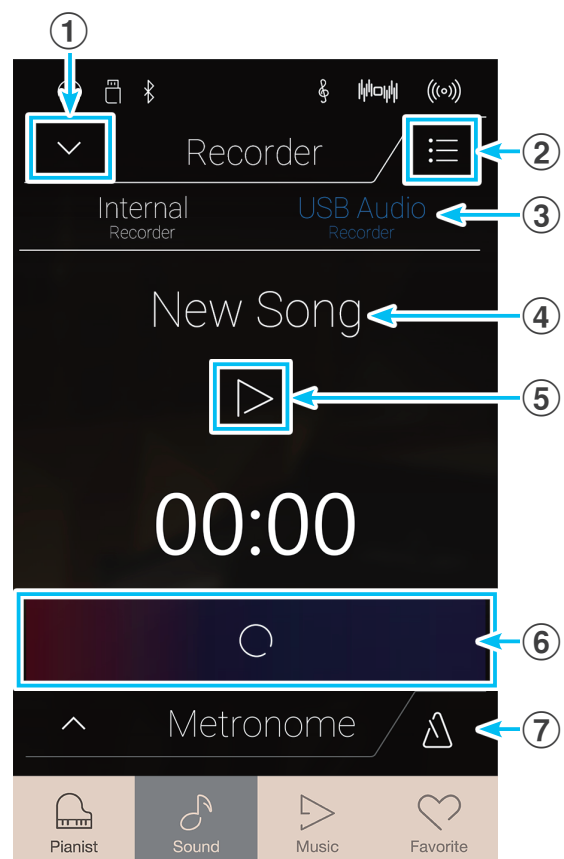 ①
Recorder
②
Internal
Recorder
USB Audio
Recorder
③
New Song
④
⑤
00:00
⑥
Metronome
⑦
Pianist
Sound
Music
Favorite